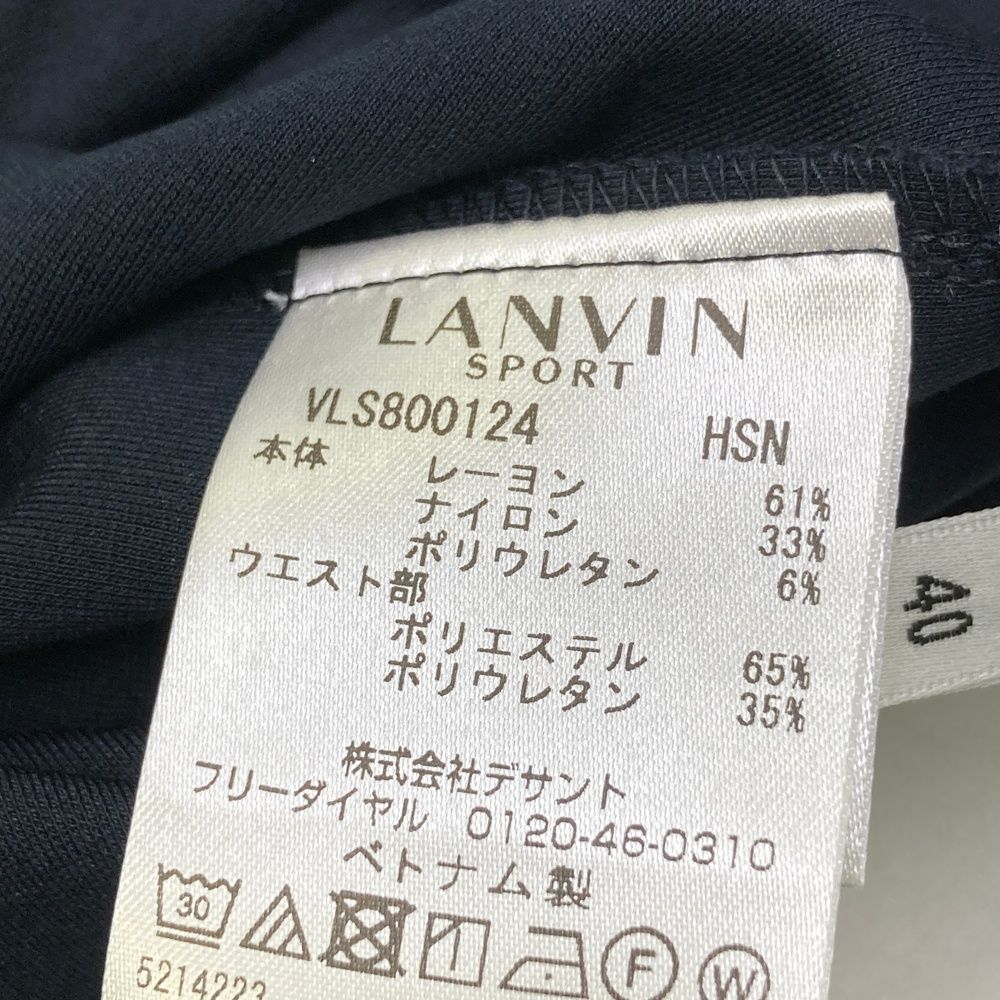 LANVIN
SPORT
VLS800124 HSN
本体
レーヨン 61%
ナイロン 33%
ポリウレタン 6%
ウエスト部
ポリエステル 65%
ポリウレタン 35%
株式会社デサント
フリーダイヤル 0120-46-0310
ベトナム製
30
F
W
5214223
40